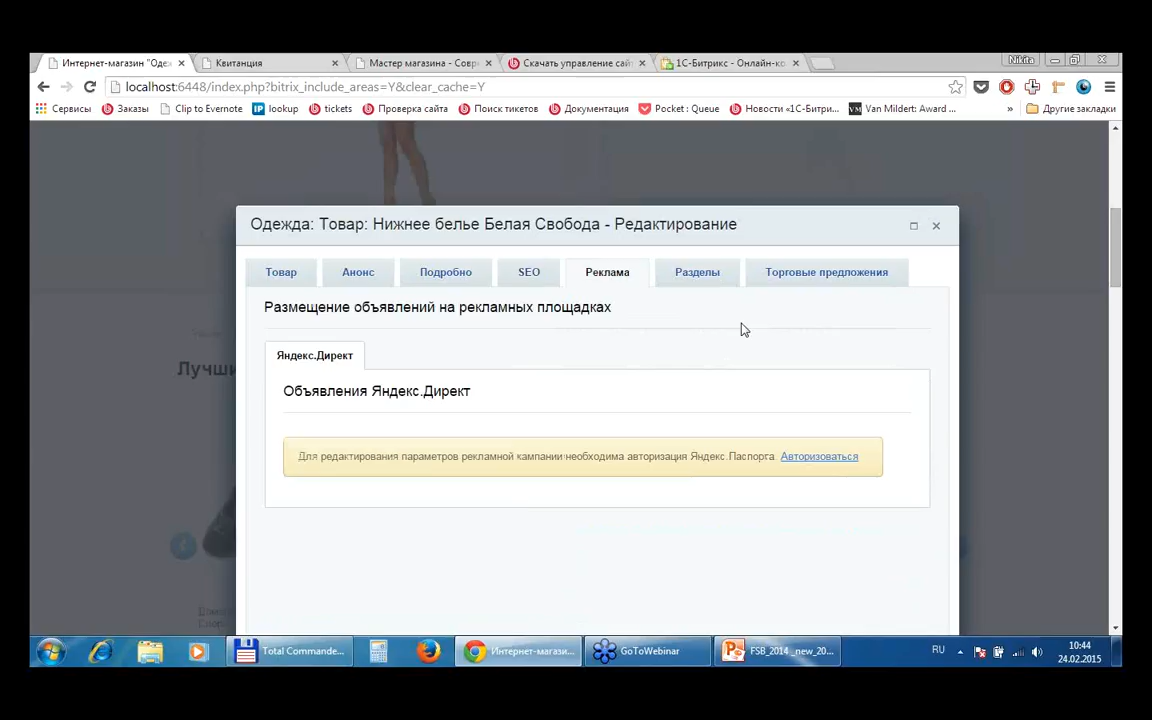 Интернет-магазин "Оде
Квитанция
Мастер магазина - Совр
Скачать управление сай
1С-Битрикс - Онлайн-ко
Nikita
localhost:6448/index.php?bitrix_include_areas=Y&clear_cache=Y
Сервисы
Заказы
Clip to Evernote
IP lookup
tickets
Проверка сайта
Поиск тикетов
Документация
Pocket : Queue
Новости «1С-Битри...
VM Van Mildert: Award ...
» Другие закладки
Одежда: Товар: Нижнее белье Белая Свобода - Редактирование
Товар
Анонс
Подробно
SEO
Реклама
Разделы
Торговые предложения
Размещение объявлений на рекламных площадках
Лучши
Яндекс.Директ
Объявления Яндекс.Директ
Для редактирования параметров рекламной кампании необходима авторизация Яндекс.Паспорта. Авторизоваться
Total Commande...
Интернет-магази...
GoToWebinar
FSB_2014_new_20...
RU
10:44
24.02.2015